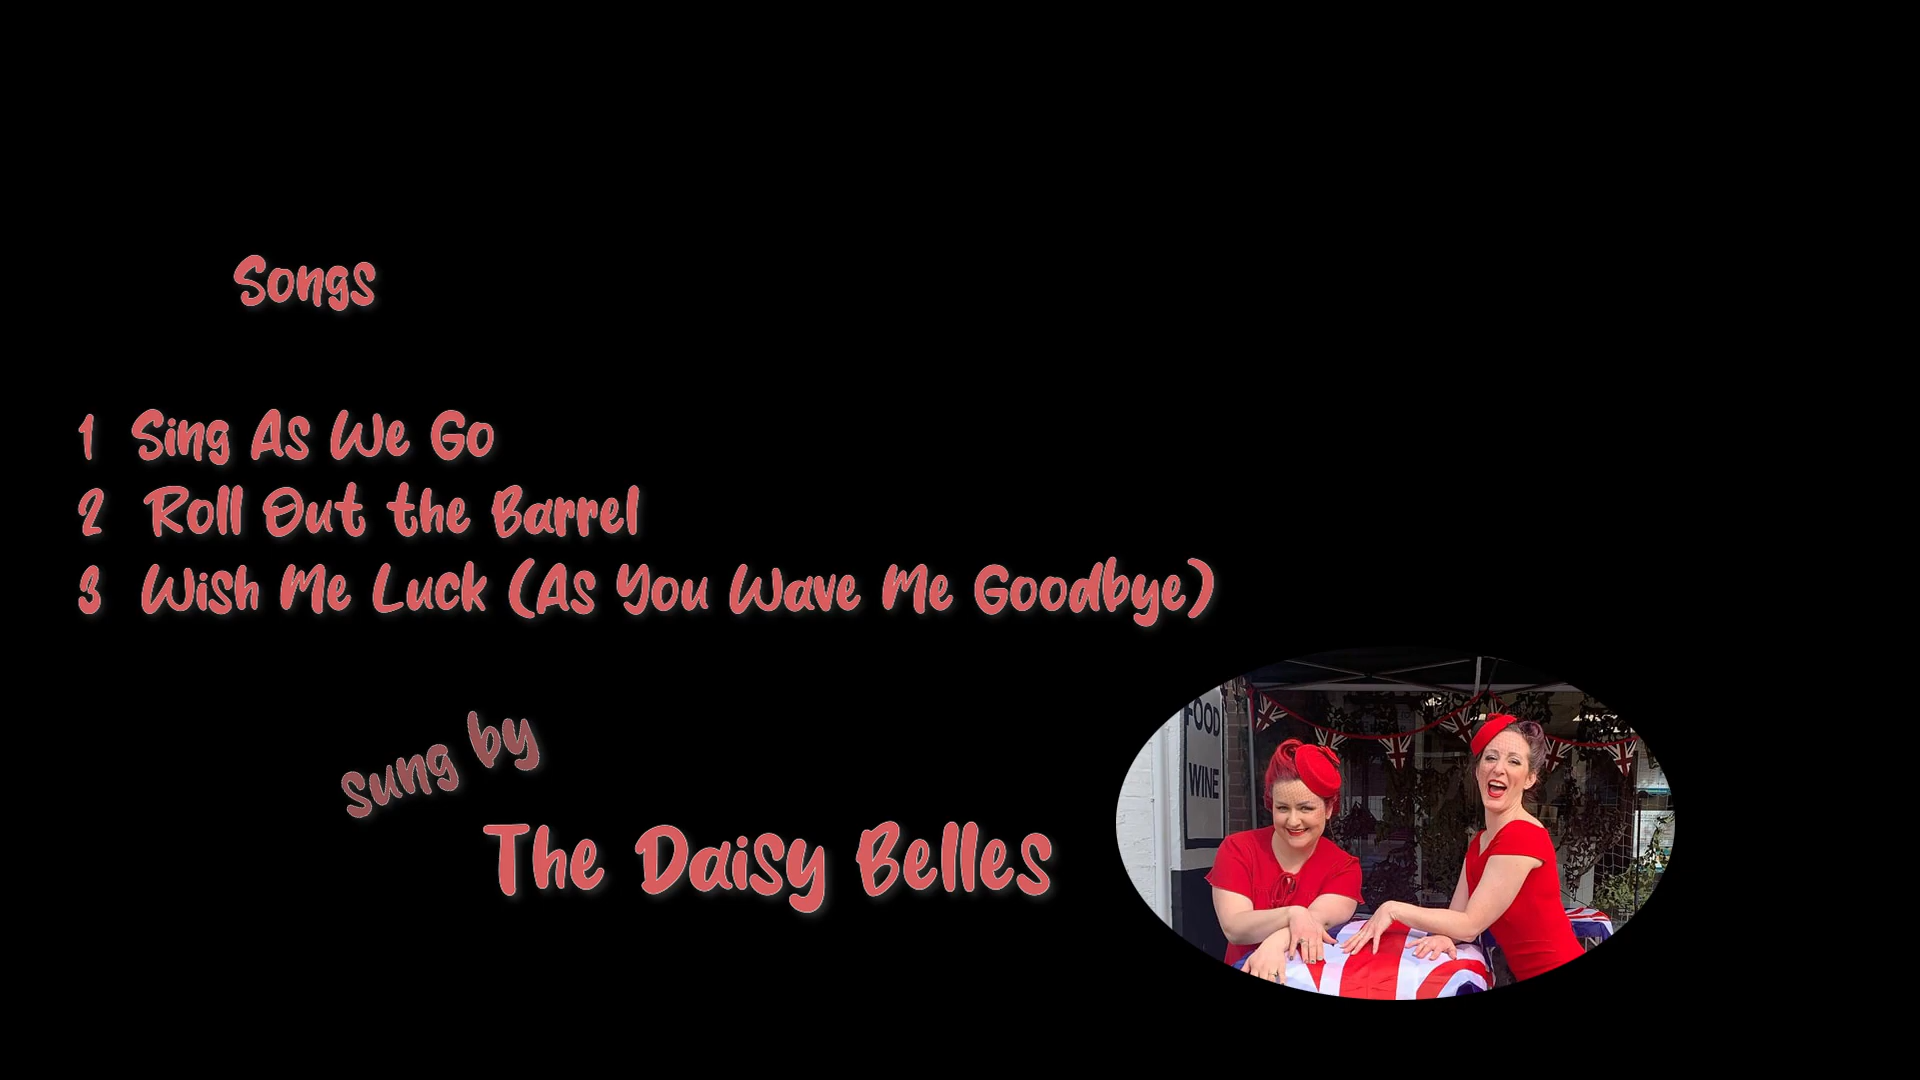 Songs
1 Sing As We Go
2 Roll Out the Barrel
3 Wish Me Luck (As You Wave Me Goodbye)
sung by
The Daisy Belles
FOOD
WINE